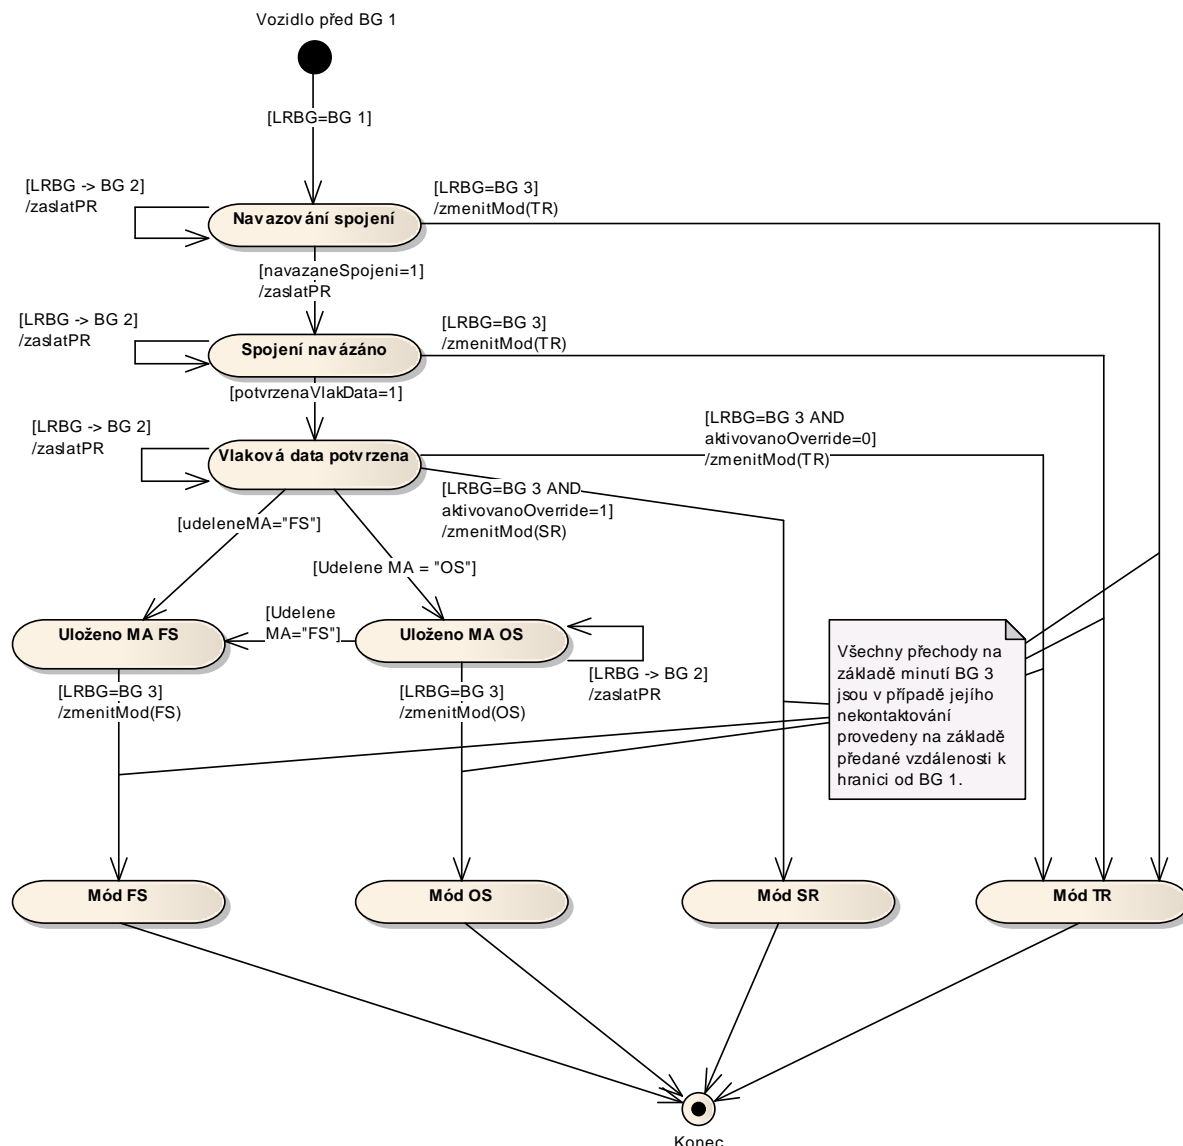 Vozidlo před BG 1
[LRBG=BG 1]
[LRBG -> BG 2]
/zaslatPR
[LRBG=BG 3]
/zmenitMod(TR)
Navazování spojení
[navazaneSpojeni=1]
/zaslatPR
[LRBG -> BG 2]
/zaslatPR
[LRBG=BG 3]
/zmenitMod(TR)
Spojení navázáno
[potvrzenaVlakData=1]
[LRBG -> BG 2]
/zaslatPR
[LRBG=BG 3 AND
aktivovanoOverride=0]
/zmenitMod(TR)
Vlaková data potvrzena
[LRBG=BG 3 AND
aktivovanoOverride=1]
/zmenitMod(SR)
[udeleneMA="FS"]
[Udelene MA = "OS"]
Uloženo MA FS
[Udelene
MA="FS"]
Uloženo MA OS
[LRBG -> BG 2]
/zaslatPR
[LRBG=BG 3]
/zmenitMod(FS)
[LRBG=BG 3]
/zmenitMod(OS)
Všechny přechody na
základě minutí BG 3
jsou v případě jejího
nekontaktování
provedeny na základě
předané vzdálenosti k
hranici od BG 1.
Mód FS
Mód OS
Mód SR
Mód TR
Konec